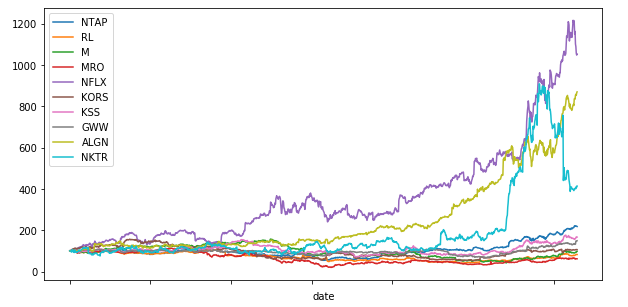 1200
1000
800
600
400
200
0
NTAP
RL
M
MRO
NFLX
KORS
KSS
GWW
ALGN
NKTR
date